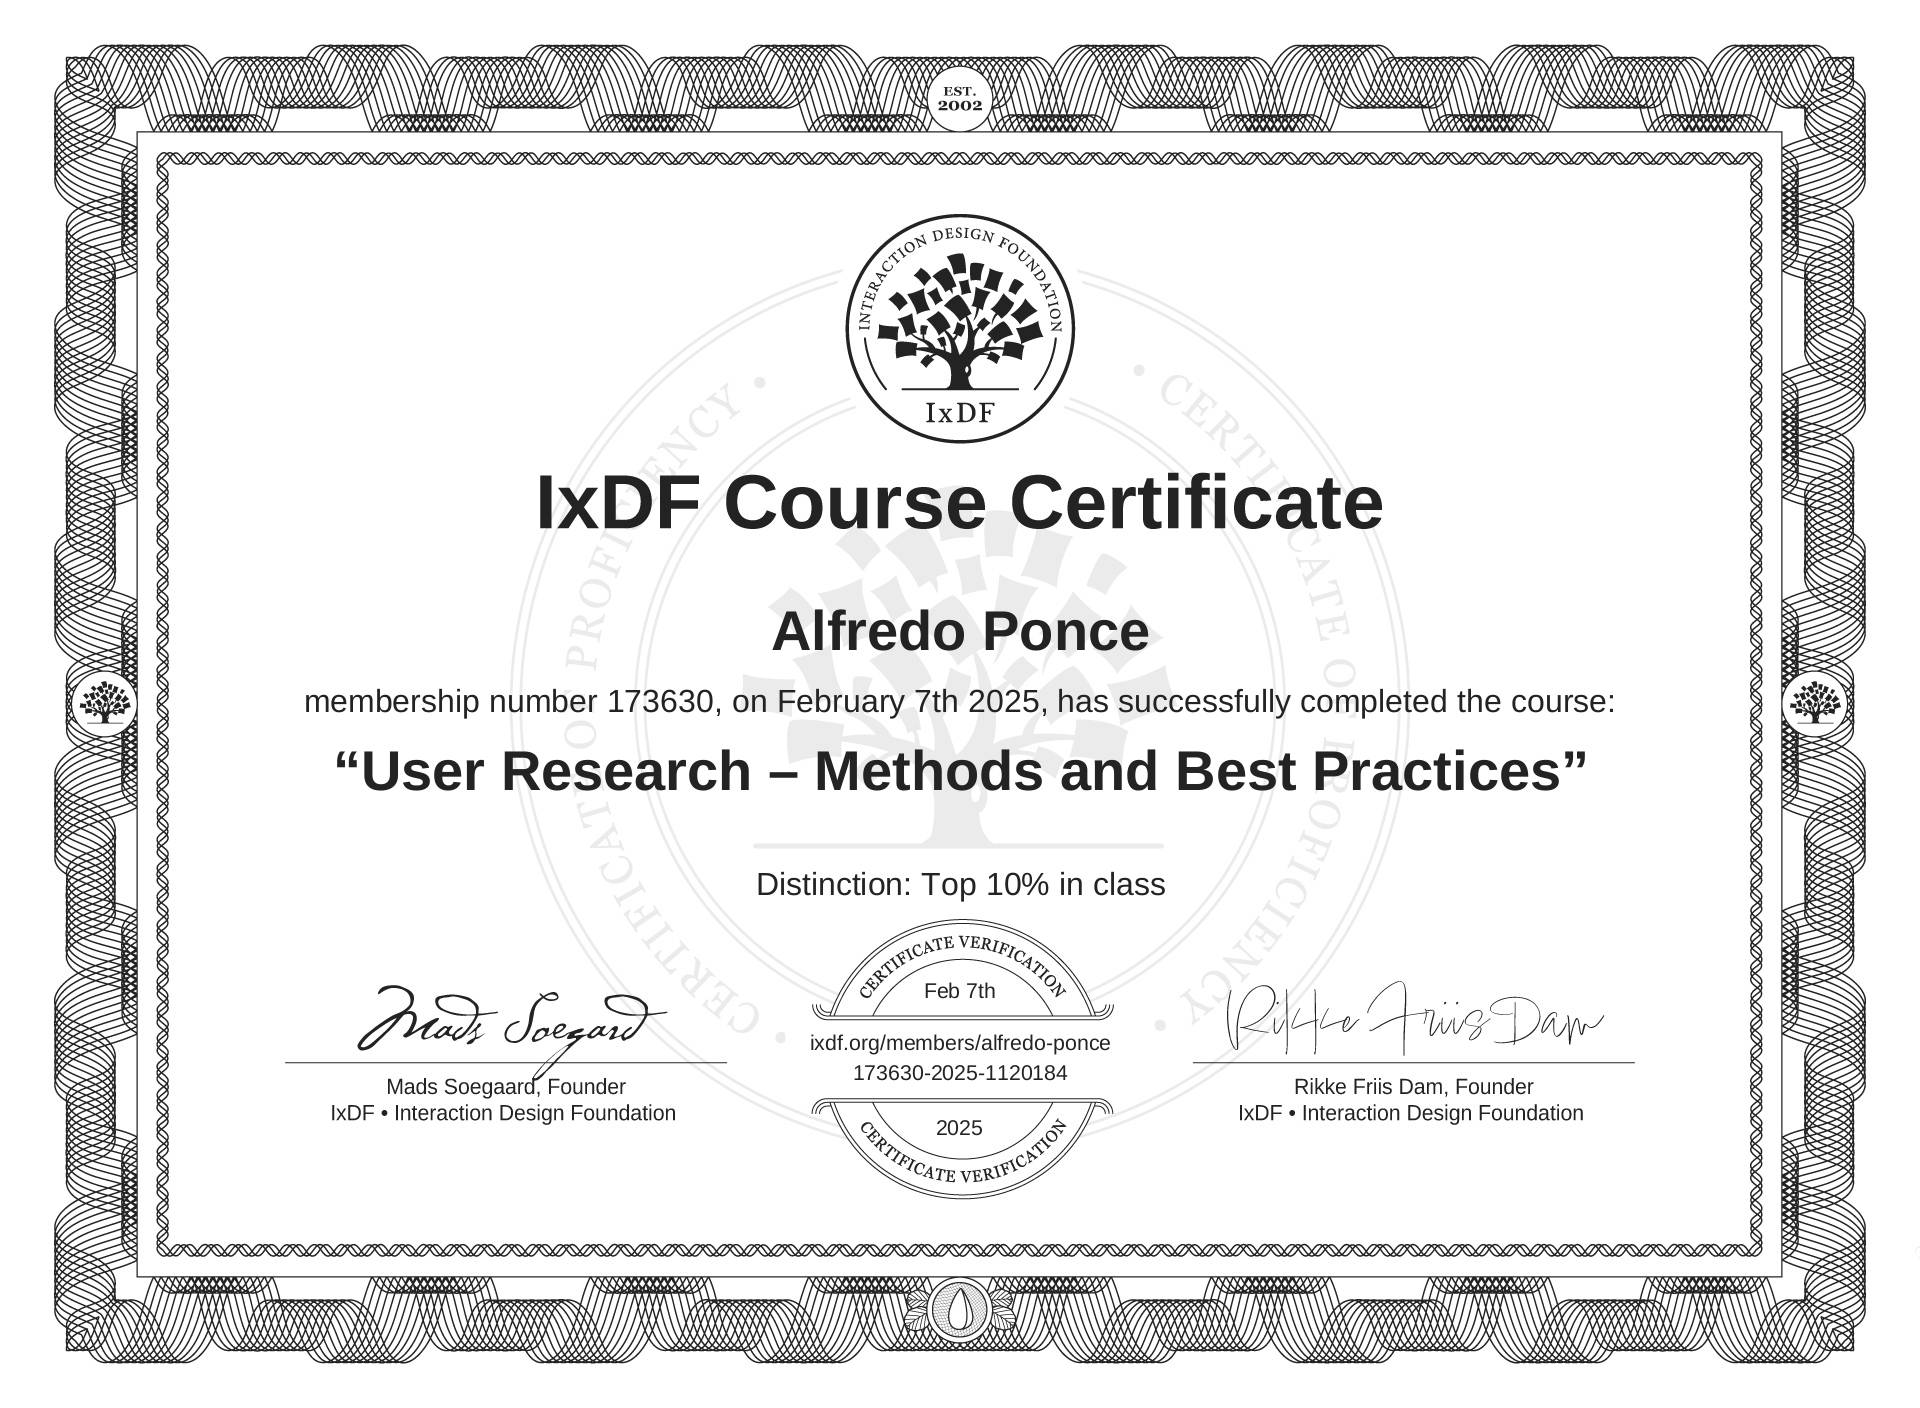 EST.
2002
INTERACTION DESIGN FOUNDATION
IxDF
• CERTIFICATE OF PROFICIENCY •
• CERTIFICATE OF PROFICIENCY •
IxDF Course Certificate
Alfredo Ponce
membership number 173630, on February 7th 2025, has successfully completed the course:
“User Research – Methods and Best Practices”
Distinction: Top 10% in class
CERTIFICATE VERIFICATION
Feb 7th
ixdf.org/members/alfredo-ponce
173630-2025-1120184
2025
CERTIFICATE VERIFICATION
Mads Soegaard
Mads Soegaard, Founder
IxDF • Interaction Design Foundation
Rikke Friis Dam
Rikke Friis Dam, Founder
IxDF • Interaction Design Foundation